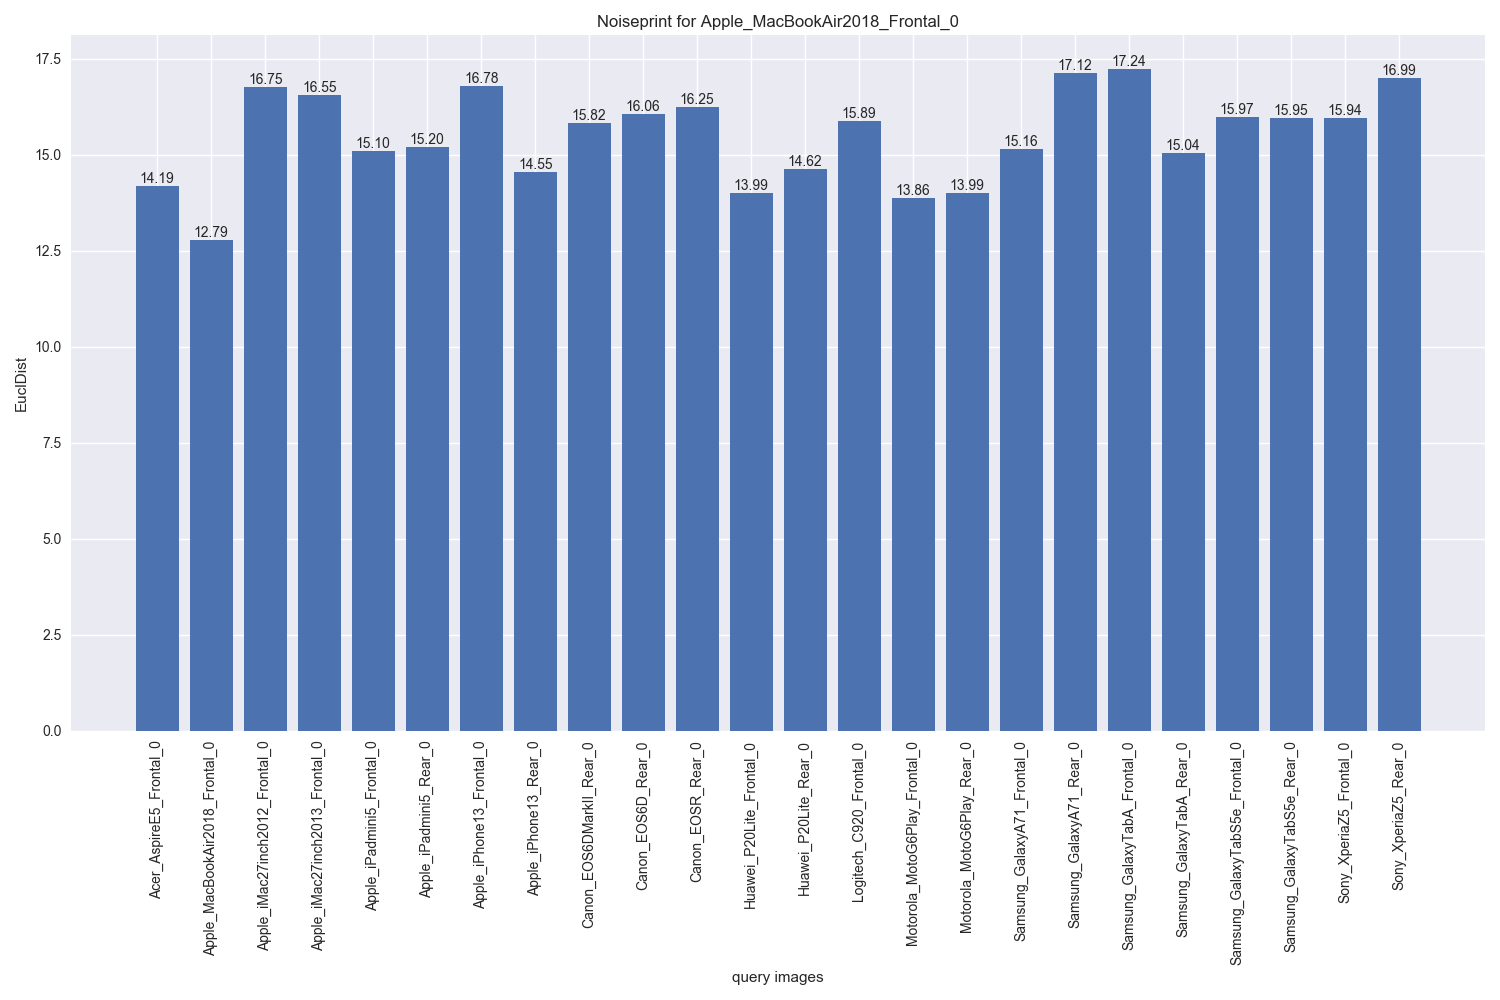 Noiseprint for Apple_MacBookAir2018_Frontal_0
EuclDist
17.5
15.0
12.5
10.0
7.5
5.0
2.5
0.0
14.19
12.79
16.75
16.55
15.10
15.20
16.78
14.55
15.82
16.06
16.25
13.99
14.62
15.89
13.86
13.99
15.16
17.12
17.24
15.04
15.97
15.95
15.94
16.99
Acer_AspireE5_Frontal_0
Apple_MacBookAir2018_Frontal_0
Apple_iMac27inch2012_Frontal_0
Apple_iMac27inch2013_Frontal_0
Apple_iPadmini5_Frontal_0
Apple_iPadmini5_Rear_0
Apple_iPhone13_Frontal_0
Apple_iPhone13_Rear_0
Canon_EOS6DMarkII_Rear_0
Canon_EOS6D_Rear_0
Canon_EOSR_Rear_0
Huawei_P20Lite_Frontal_0
Huawei_P20Lite_Rear_0
Logitech_C920_Frontal_0
Motorola_MotoG6Play_Frontal_0
Motorola_MotoG6Play_Rear_0
Samsung_GalaxyA71_Frontal_0
Samsung_GalaxyA71_Rear_0
Samsung_GalaxyTabA_Frontal_0
Samsung_GalaxyTabA_Rear_0
Samsung_GalaxyTabS5e_Frontal_0
Samsung_GalaxyTabS5e_Rear_0
Sony_XperiaZ5_Frontal_0
Sony_XperiaZ5_Rear_0
query images